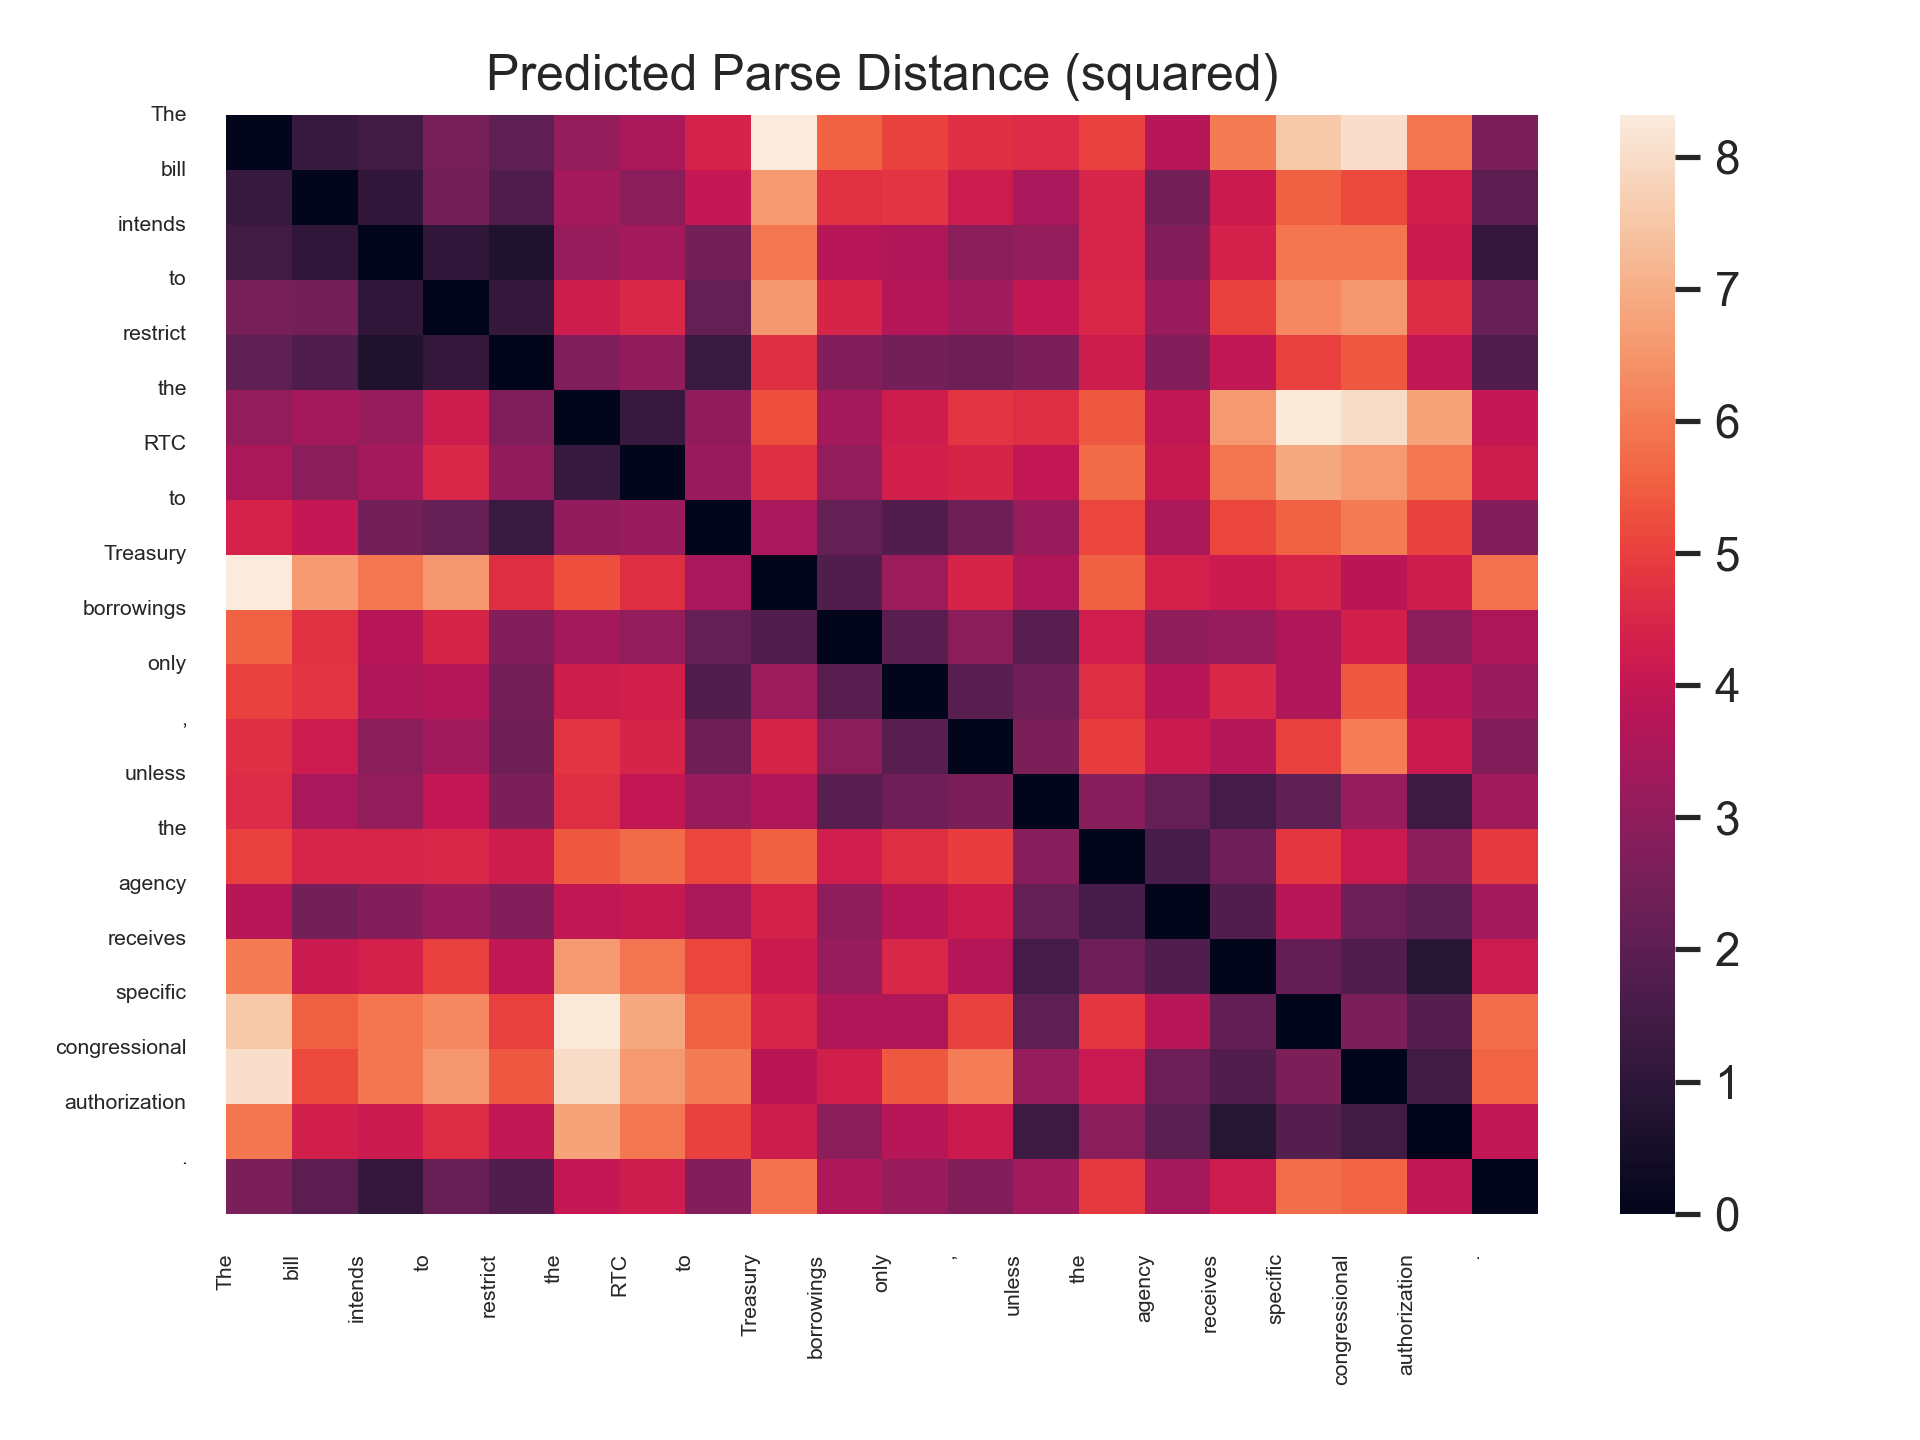 Predicted Parse Distance (squared)
The
bill
intends
to
restrict
the
RTC
to
Treasury
borrowings
only
,
unless
the
agency
receives
specific
congressional
authorization
.
8
7
6
5
4
3
2
1
0
The
bill
intends
to
restrict
the
RTC
to
Treasury
borrowings
only
,
unless
the
agency
receives
specific
congressional
authorization
.